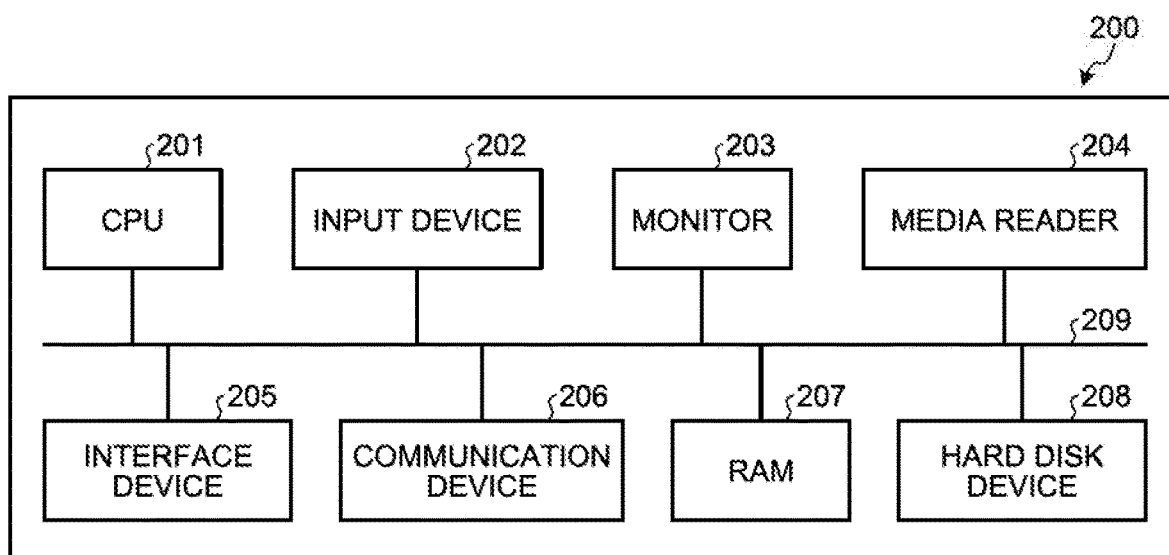 200
201
202
203
204
CPU
INPUT DEVICE
MONITOR
MEDIA READER
209
205
206
207
208
INTERFACE
DEVICE
COMMUNICATION
DEVICE
RAM
HARD DISK
DEVICE